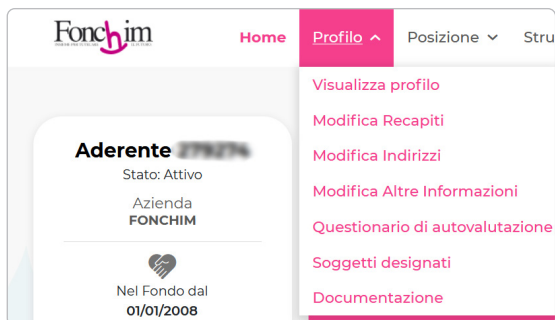 Fonchim
Home
Profilo
Posizione
Stru
Visualizza profilo
Modifica Recapiti
Modifica Indirizzi
Modifica Altre Informazioni
Questionario di autovalutazione
Soggetti designati
Documentazione
Aderente
Stato: Attivo
Azienda
FONCHIM
Nel Fondo dal
01/01/2008